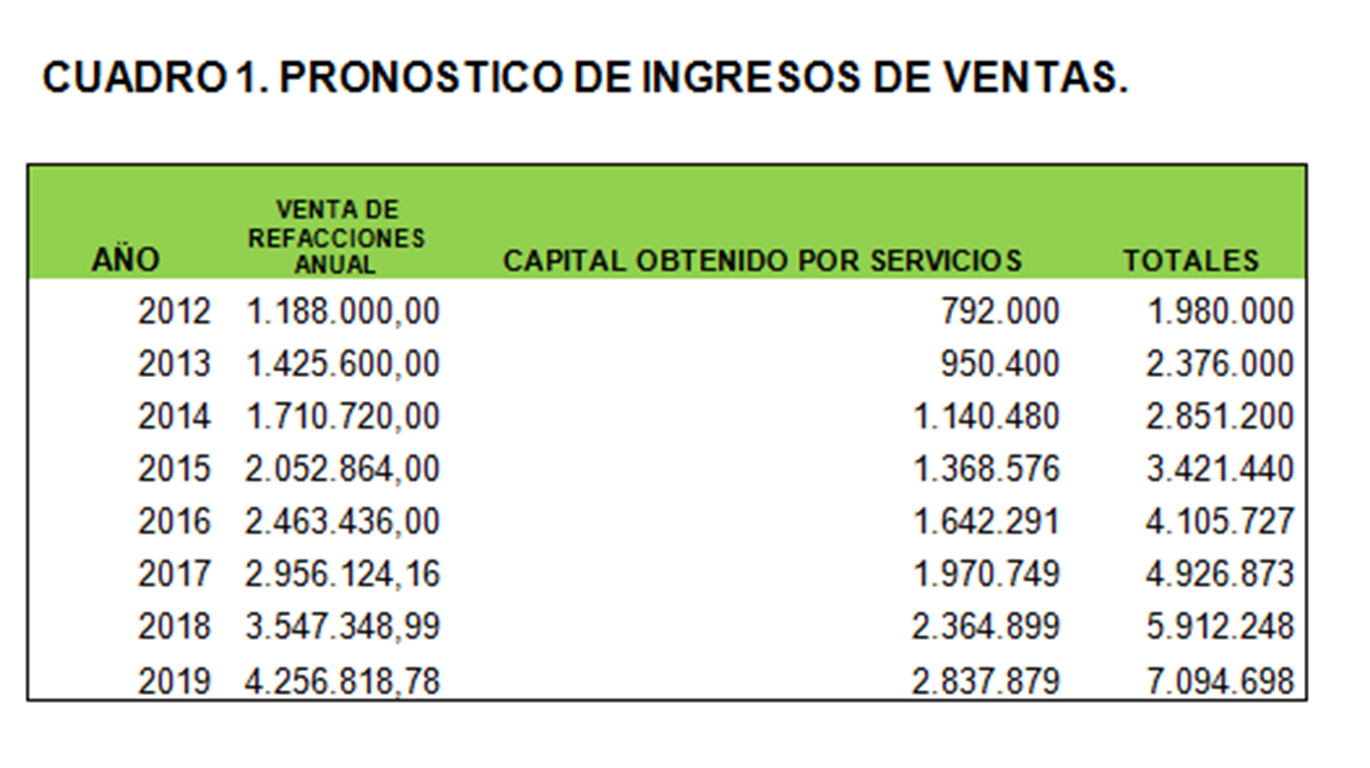 CUADRO 1. PRONOSTICO DE INGRESOS DE VENTAS.
VENTA DE
REFACCIONES
AÑO ANUAL CAPITAL OBTENIDO POR SERVICIOS TOTALES
2012 1.188.000,00 792.000 1.980.000
2013 1.425.600,00 950.400 2.376.000
2014 1.710.720,00 1.140.480 2.851.200
2015 2.052.864,00 1.368.576 3.421.440
2016 2.463.436,00 1.642.291 4.105.727
2017 2.956.124,16 1.970.749 4.926.873
2018 3.547.348,99 2.364.899 5.912.248
2019 4.256.818,78 2.837.879 7.094.698